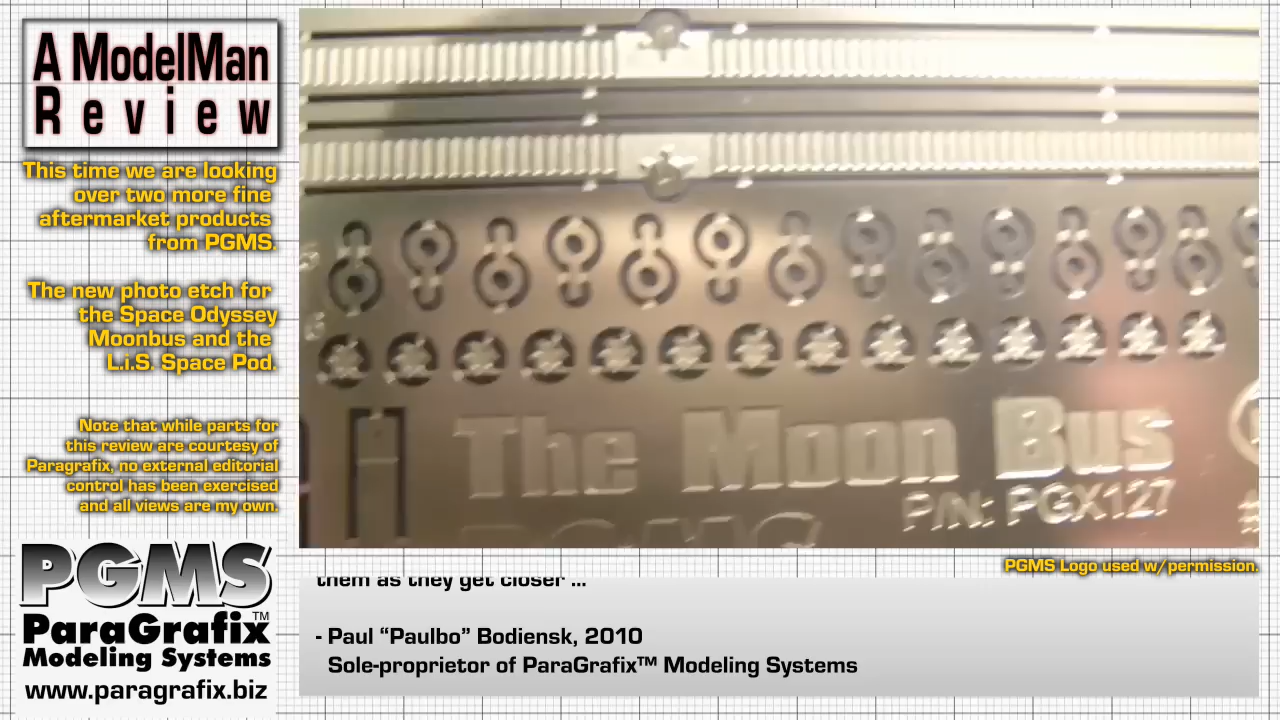 A ModelMan
Review
This time we are looking
over two more fine
aftermarket products
from PGMS.
The new photo etch for
the Space Odyssey
Moonbus and the
L.i.S. Space Pod.
Note that while parts for
this review are courtesy of
Paragrafix, no external editorial
control has been exercised
and all views are my own.
PGMS
ParaGrafix™
Modeling Systems
www.paragrafix.biz
The Moon Bus
P/N: PGX127
PGMS
PGMS Logo used w/permission.
them as they get closer ...
- Paul “Paulbo” Bodiensk, 2010
Sole-proprietor of ParaGrafix™ Modeling Systems